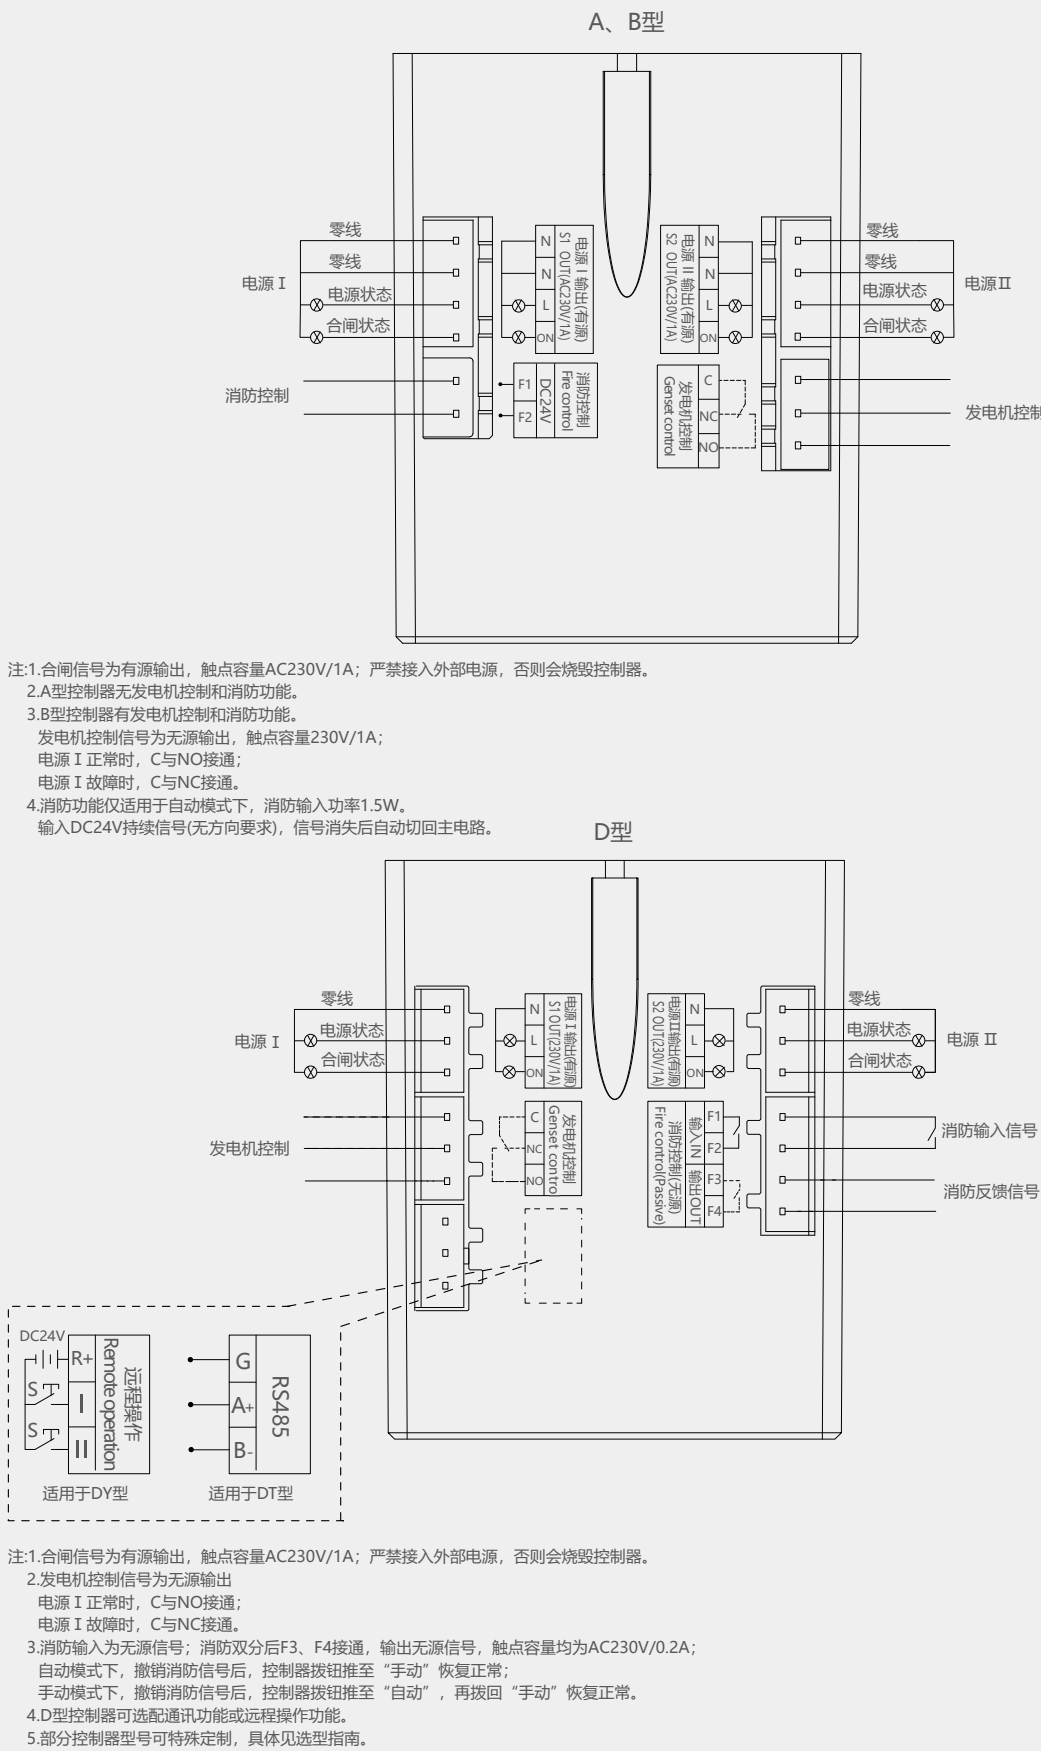 A、B型
零线
零线
电源 I
电源状态
合闸状态
消防控制
N
N
L
ON
电源 I 输出(有源)
S1 OUT(AC230V/1A)
F1
F2
DC24V
消防控制
Fire control
电源 II 输出(有源)
S2 OUT(AC230V/1A)
N
N
L
ON
发电机控制
Genset control
C
NC
NO
零线
零线
电源状态
合闸状态
电源II
发电机控制
注:1.合闸信号为有源输出，触点容量AC230V/1A；严禁接入外部电源，否则会烧毁控制器。
2.A型控制器无发电机控制和消防功能。
3.B型控制器有发电机控制和消防功能。
发电机控制信号为无源输出，触点容量230V/1A；
电源 I 正常时，C与NO接通；
电源 I 故障时，C与NC接通。
4.消防功能仅适用于自动模式下，消防输入功率1.5W。
输入DC24V持续信号(无方向要求)，信号消失后自动切回主电路。
D型
零线
电源 I
电源状态
合闸状态
发电机控制
N
L
ON
电源 I 输出(有源)
S1 OUT(230V/1A)
C
NC
NO
发电机控制
Genset contro
电源II输出(有源)
S2 OUT(230V/1A)
N
L
ON
消防控制(无源)
Fire control(Passive)
输入IN
输出OUT
F1
F2
F3
F4
零线
电源状态
合闸状态
电源 II
消防输入信号
消防反馈信号
DC24V
S
S
R+
I
II
远程操作
Remote operation
适用于DY型
G
A+
B-
RS485
适用于DT型
注:1.合闸信号为有源输出，触点容量AC230V/1A；严禁接入外部电源，否则会烧毁控制器。
2.发电机控制信号为无源输出
电源 I 正常时，C与NO接通；
电源 I 故障时，C与NC接通。
3.消防输入为无源信号；消防双分后F3、F4接通，输出无源信号，触点容量均为AC230V/0.2A；
自动模式下，撤销消防信号后，控制器拨钮推至“手动”恢复正常；
手动模式下，撤销消防信号后，控制器拨钮推至“自动”，再拨回“手动”恢复正常。
4.D型控制器可选配通讯功能或远程操作功能。
5.部分控制器型号可特殊定制，具体见选型指南。